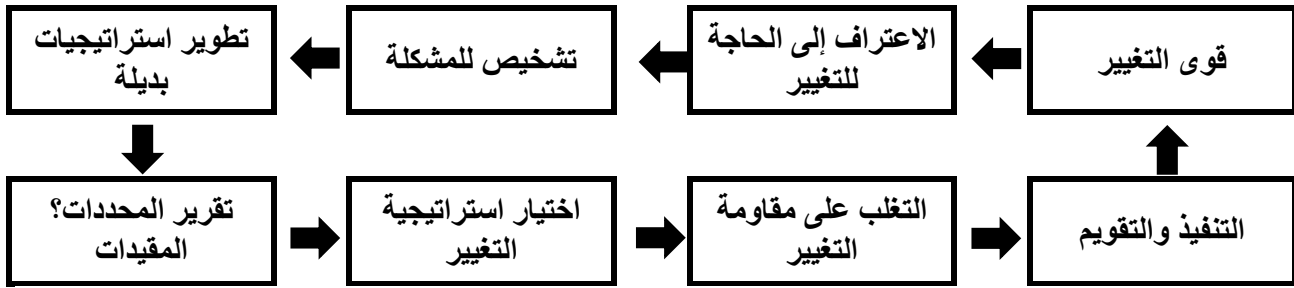 قوى التغيير
الاعتراف إلى الحاجة
للتغيير
تشخيص للمشكلة
تطوير استراتيجيات
بديلة
تقرير المحددات؟
المقيدات
اختيار استراتيجية
التغيير
التغلب على مقاومة
التغيير
التنفيذ والتقويم